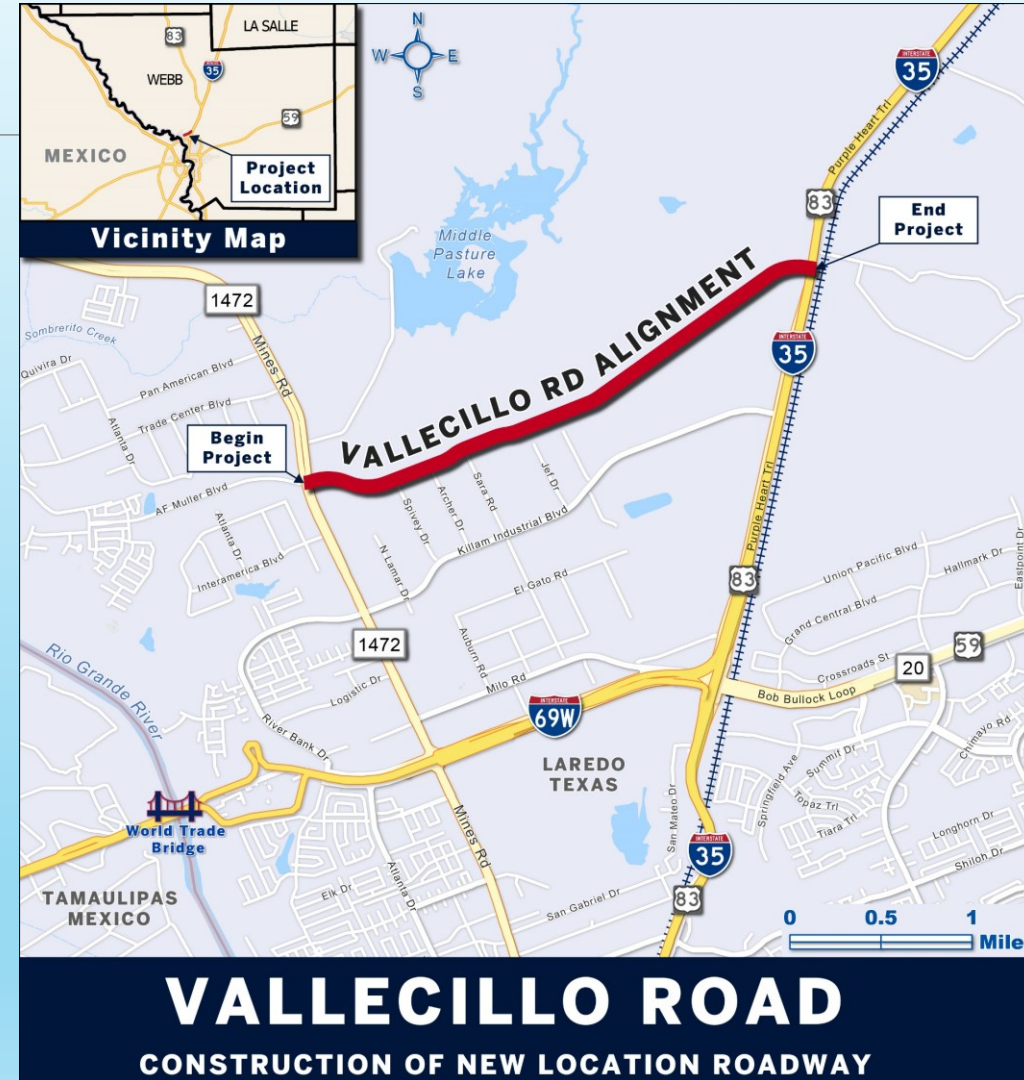 83
LA SALLE
WEBB
INTERSTATE
35
59
MEXICO
Project
Location
Vicinity Map
N
W
E
S
INTERSTATE
35
Purple Heart Trl
83
End
Project
Middle
Pasture
Lake
VALLECILLO RD ALIGNMENT
INTERSTATE
35
1472
Sombrerito Creek
Mines Rd
Quivira Dr
Pan American Blvd
Trade Center Blvd
Atlanta Dr
Begin
Project
AF Muller Blvd
Atlanta Dr
Interamerica Blvd
Spivey Dr
Archer Dr
Sara Rd
Jef Dr
Killam Industrial Blvd
N Lamar Dr
El Gato Rd
Purple Heart Trl
83
Union Pacific Blvd
Hallmark Dr
Eastpoint Dr
Grand Central Blvd
Crossroads St
59
20
Bob Bullock Loop
1472
Auburn Rd
Milo Rd
Logistic Dr
River Bank Dr
Rio Grande River
INTERSTATE
69W
LAREDO
TEXAS
World Trade
Bridge
TAMAULIPAS
MEXICO
Mines Rd
Elk Dr
Atlanta Dr
San Gabriel Dr
San Mateo Dr
INTERSTATE
35
83
Springfield Ave
Summit Dr
Topaz Trl
Tiara Trl
Chimayo Rd
Longhorn Dr
Shiloh Dr
0 0.5 1
Mile
VALLECILLO ROAD
CONSTRUCTION OF NEW LOCATION ROADWAY